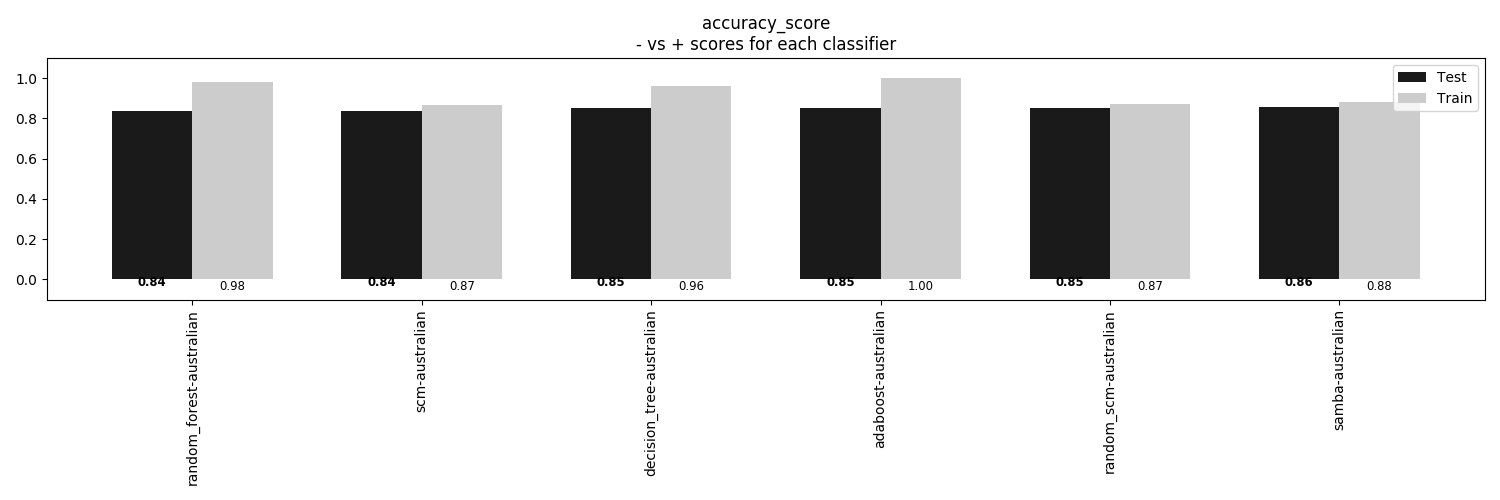 accuracy_score
- vs + scores for each classifier
Test
Train
1.0
0.8
0.6
0.4
0.2
0.0
0.84
0.98
0.84
0.87
0.85
0.96
0.85
1.00
0.85
0.87
0.86
0.88
random_forest-australian
scm-australian
decision_tree-australian
adaboost-australian
random_scm-australian
samba-australian